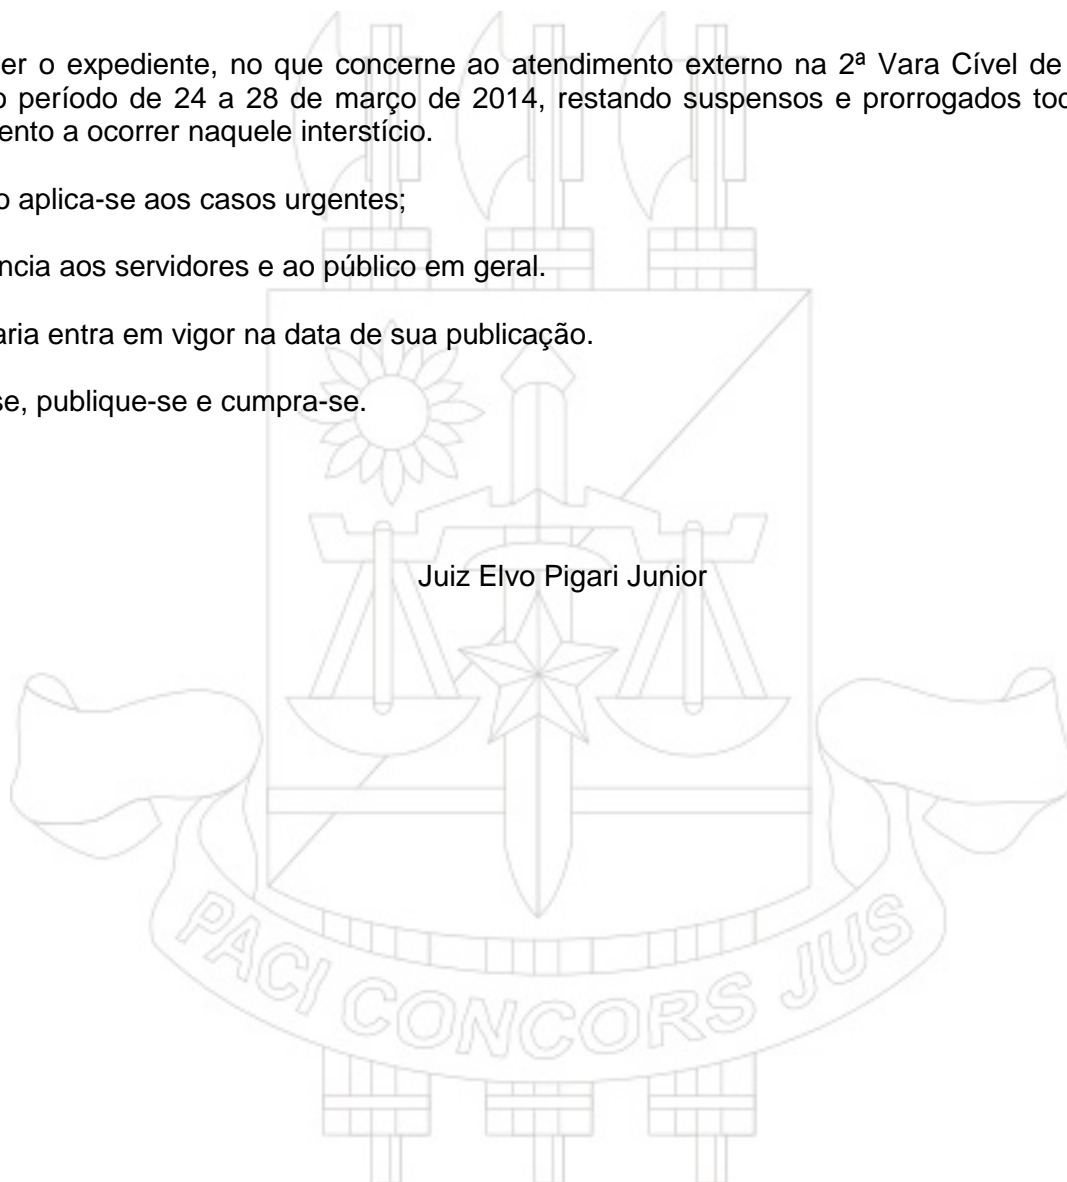 er o expediente, no que concerne ao atendimento externo na 2ª Vara Cível de
o período de 24 a 28 de março de 2014, restando suspensos e prorrogados toc
ento a ocorrer naquele interstício.
o aplica-se aos casos urgentes;
ncia aos servidores e ao público em geral.
aria entra em vigor na data de sua publicação.
se, publique-se e cumpra-se.
Juiz Elvo Pigari Junior
PACI CONCORS JUS